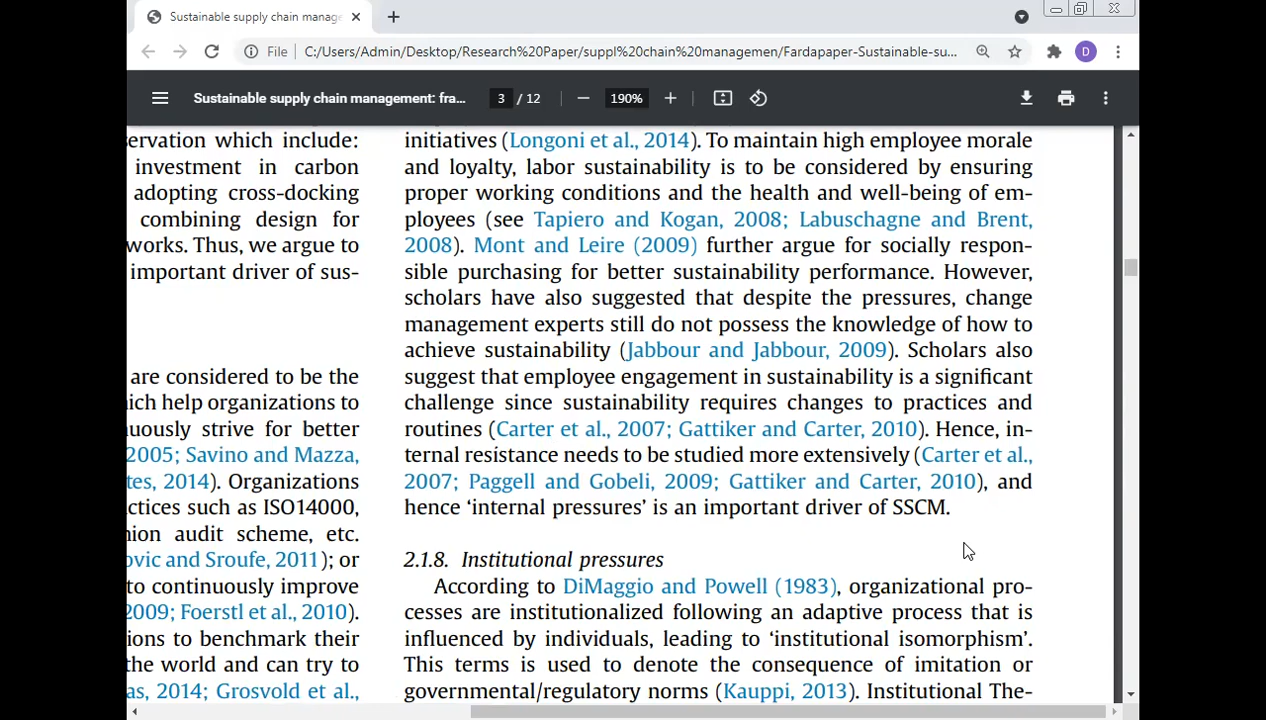 Sustainable supply chain manage
File C:/Users/Admin/Desktop/Research%20Paper/suppl%20chain%20managemen/Fardapaper-Sustainable-su...
D
Sustainable supply chain management: fra...
3 / 12
190%
servation which include:
investment in carbon
adopting cross-docking
combining design for
works. Thus, we argue to
important driver of sus-
are considered to be the
ich help organizations to
uously strive for better
2005; Savino and Mazza,
tes, 2014). Organizations
ctices such as ISO14000,
nion audit scheme, etc.
ovic and Sroufe, 2011); or
to continuously improve
2009; Foerstl et al., 2010).
ions to benchmark their
the world and can try to
as, 2014; Grosvold et al.,
initiatives (Longoni et al., 2014). To maintain high employee morale
and loyalty, labor sustainability is to be considered by ensuring
proper working conditions and the health and well-being of em-
ployees (see Tapiero and Kogan, 2008; Labuschagne and Brent,
2008). Mont and Leire (2009) further argue for socially respon-
sible purchasing for better sustainability performance. However,
scholars have also suggested that despite the pressures, change
management experts still do not possess the knowledge of how to
achieve sustainability (Jabbour and Jabbour, 2009). Scholars also
suggest that employee engagement in sustainability is a significant
challenge since sustainability requires changes to practices and
routines (Carter et al., 2007; Gattiker and Carter, 2010). Hence, in-
ternal resistance needs to be studied more extensively (Carter et al.,
2007; Paggell and Gobeli, 2009; Gattiker and Carter, 2010), and
hence 'internal pressures' is an important driver of SSCM.
2.1.8. Institutional pressures
According to DiMaggio and Powell (1983), organizational pro-
cesses are institutionalized following an adaptive process that is
influenced by individuals, leading to 'institutional isomorphism'.
This terms is used to denote the consequence of imitation or
governmental/regulatory norms (Kauppi, 2013). Institutional The-